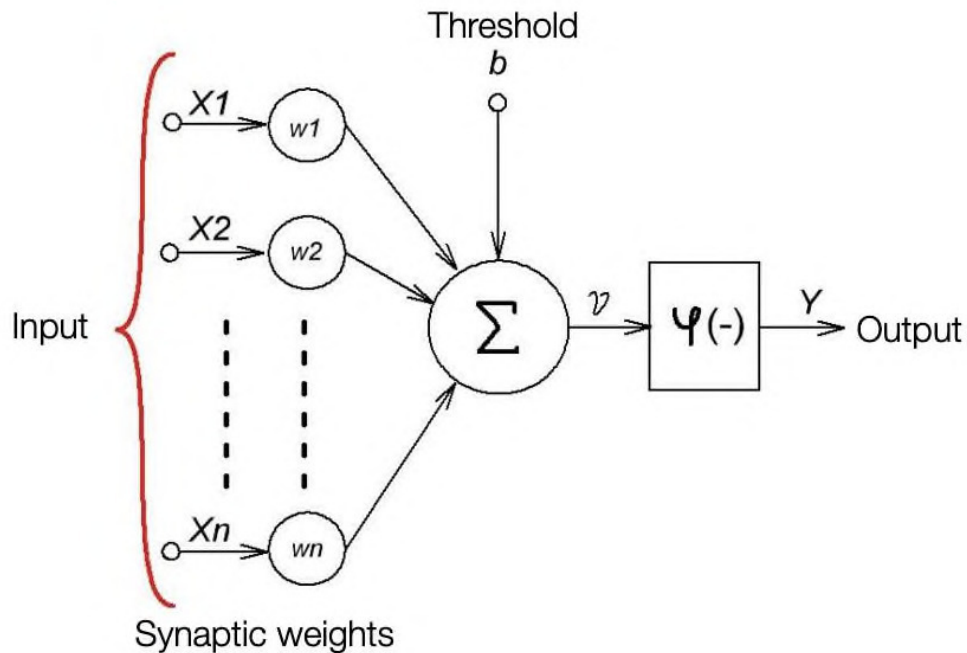 Threshold
b
X1
w1
X2
w2
Input
Σ
𝒱
φ(-)
Y
Output
Xn
wn
Synaptic weights